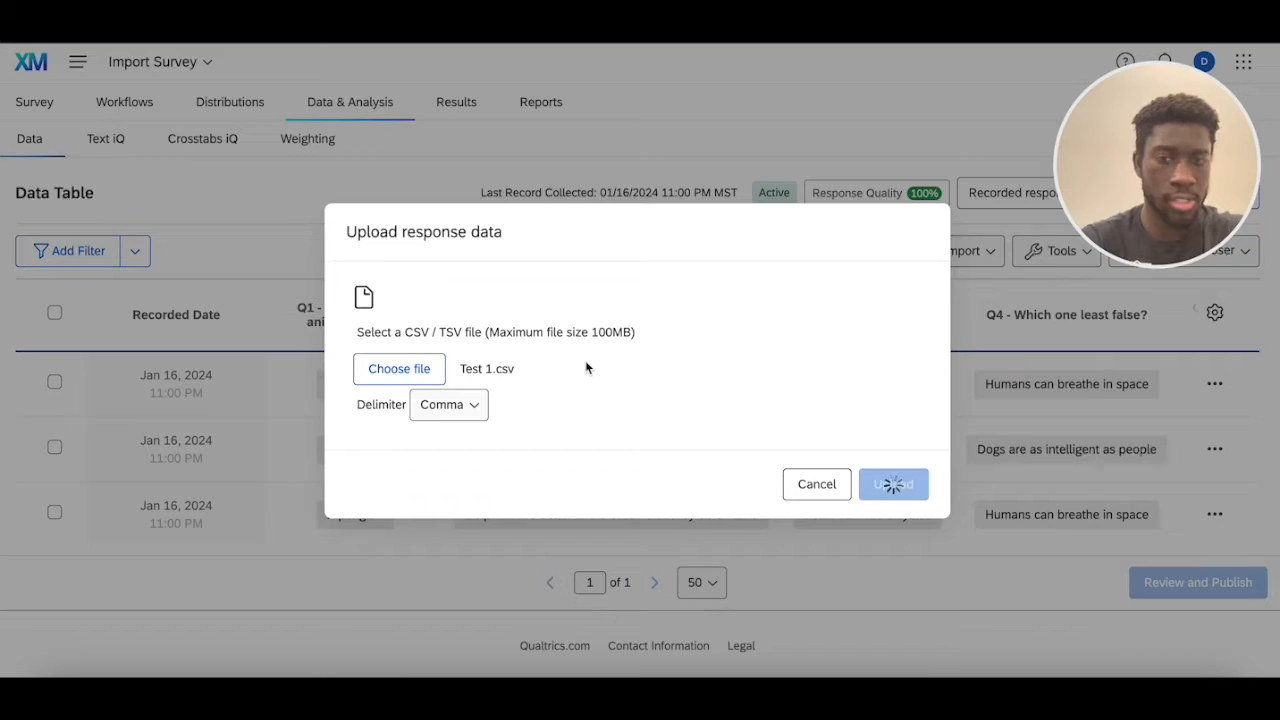 XM
Import Survey
D
Survey
Workflows
Distributions
Data & Analysis
Results
Reports
Data
Text iQ
Crosstabs iQ
Weighting
Data Table
Last Record Collected: 01/16/2024 11:00 PM MST
Active
Response Quality 100%
Recorded
Add Filter
Tools
Upload response data
Select a CSV / TSV file (Maximum file size 100MB)
Choose file
Test 1.csv
Delimiter
Comma
Cancel
Upload
Recorded Date
Q1 -
Q4 - Which one least false?
Jan 16, 2024
11:00 PM
Humans can breathe in space
Jan 16, 2024
11:00 PM
Dogs are as intelligent as people
Jan 16, 2024
11:00 PM
Humans can breathe in space
1 of 1
50
Review and Publish
Qualtrics.com
Contact Information
Legal